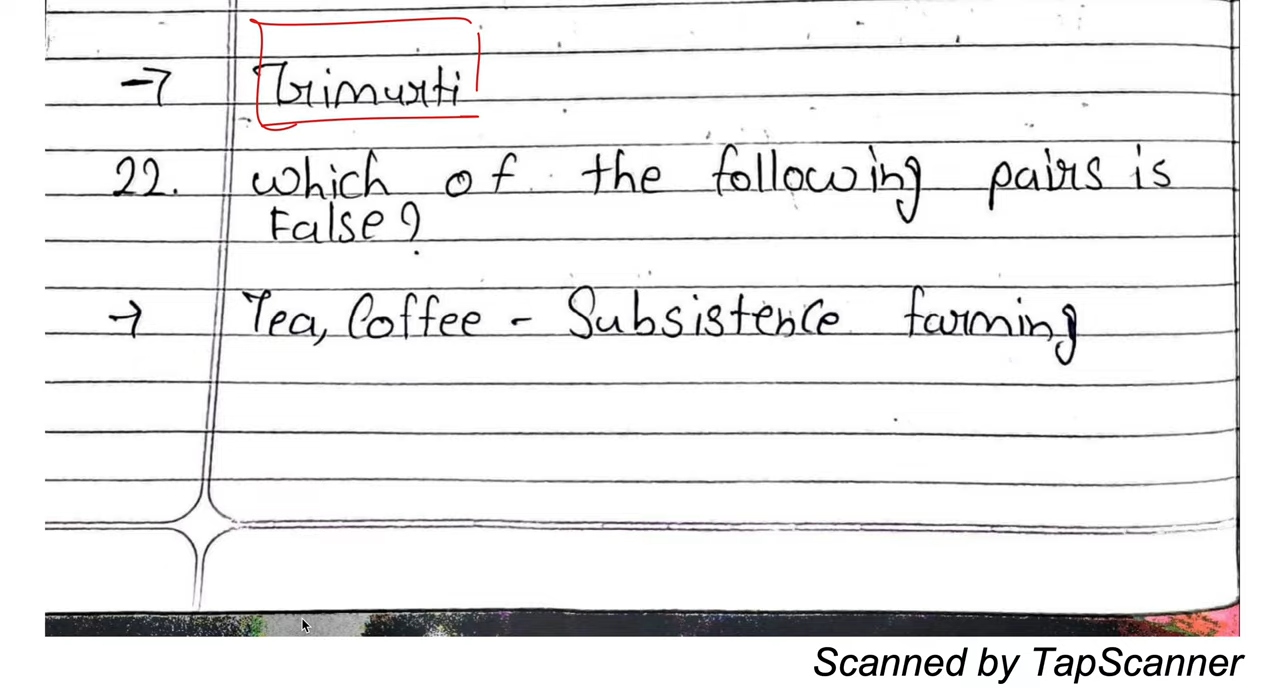 → Trimurti
22. which of the following pairs is
False?
→ Tea, Coffee - Subsistence farming
Scanned by TapScanner